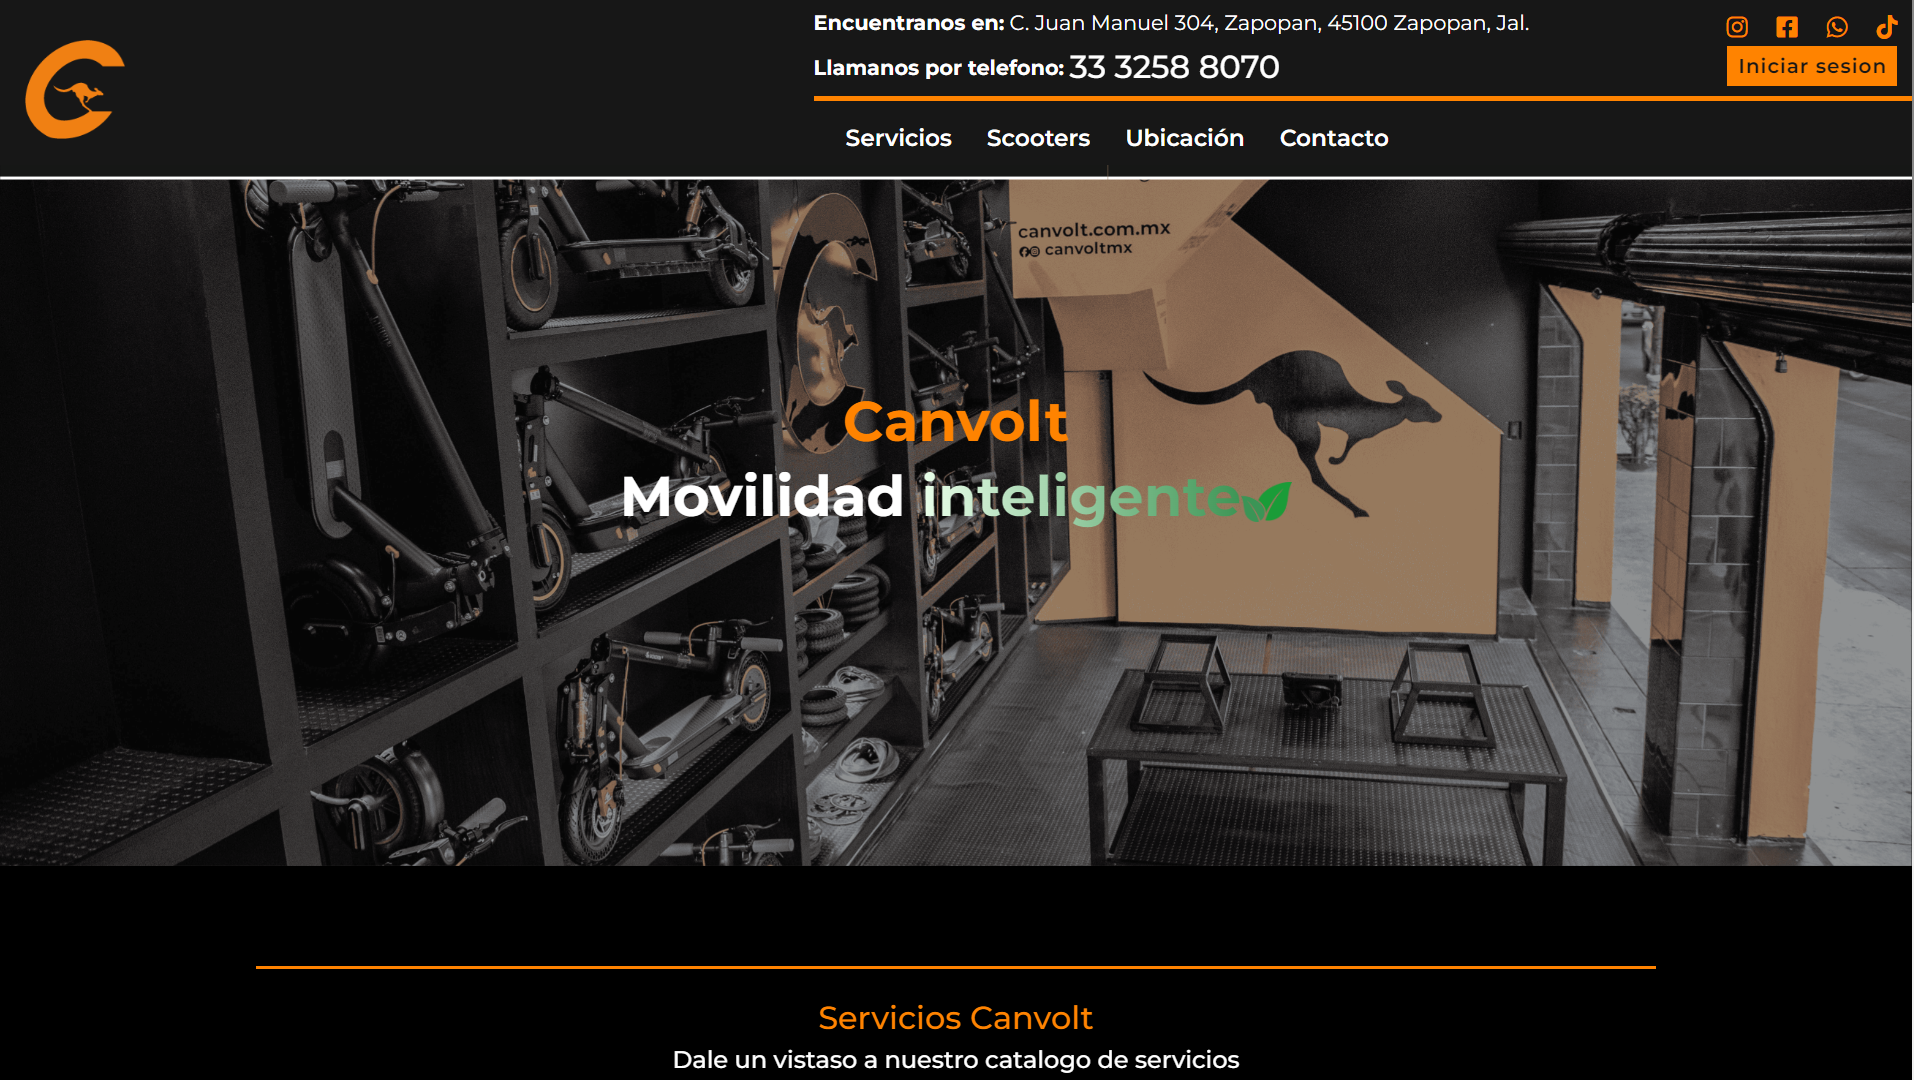 Encuentranos en: C. Juan Manuel 304, Zapopan, 45100 Zapopan, Jal.
Llamanos por telefono: 33 3258 8070
Iniciar sesion
Servicios Scooters Ubicación Contacto
canvolt.com.mx
canvoltmx
Canvolt
Movilidad inteligente
Servicios Canvolt
Dale un vistaso a nuestro catalogo de servicios